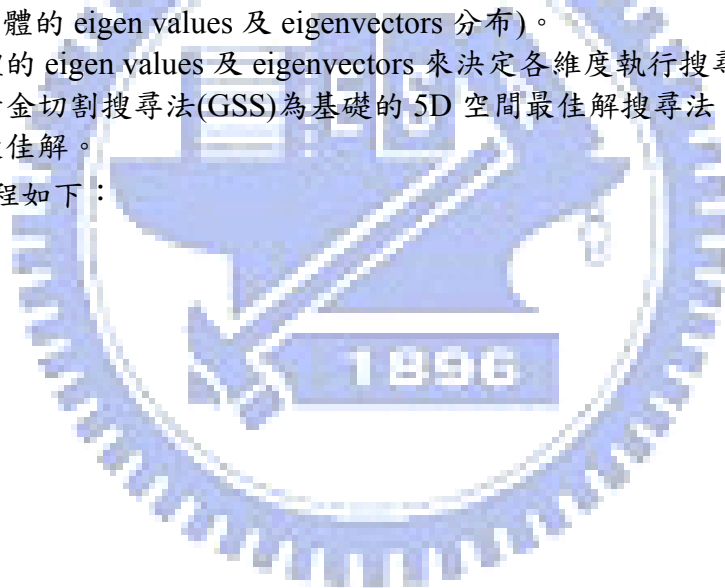 體的 eigen values 及 eigenvectors 分布)。
的 eigen values 及 eigenvectors 來決定各維度執行搜尋
金切割搜尋法(GSS)為基礎的 5D 空間最佳解搜尋法
佳解。
程如下：
1896